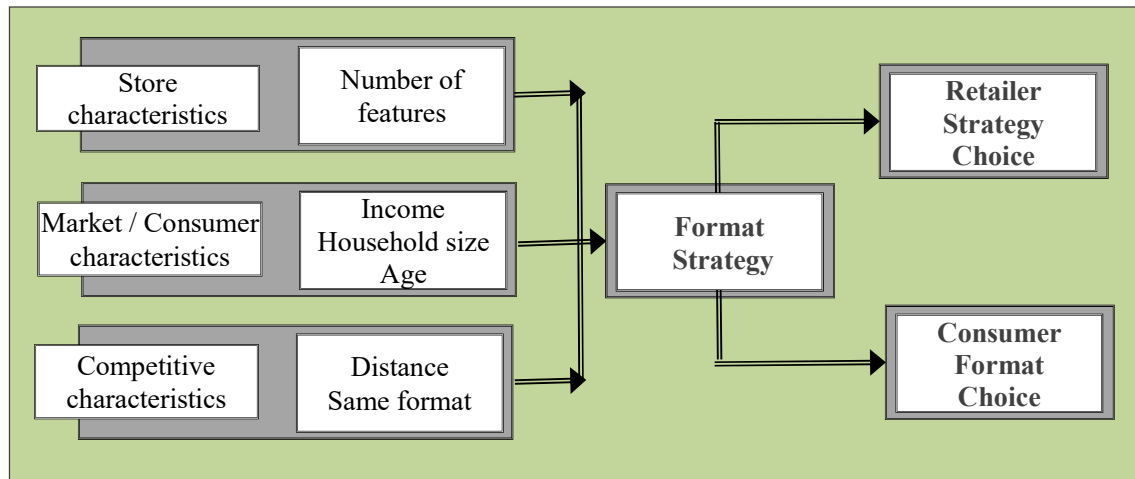 Store
characteristics
Number of
features
Market / Consumer
characteristics
Income
Household size
Age
Competitive
characteristics
Distance
Same format
Format
Strategy
Retailer
Strategy
Choice
Consumer
Format
Choice